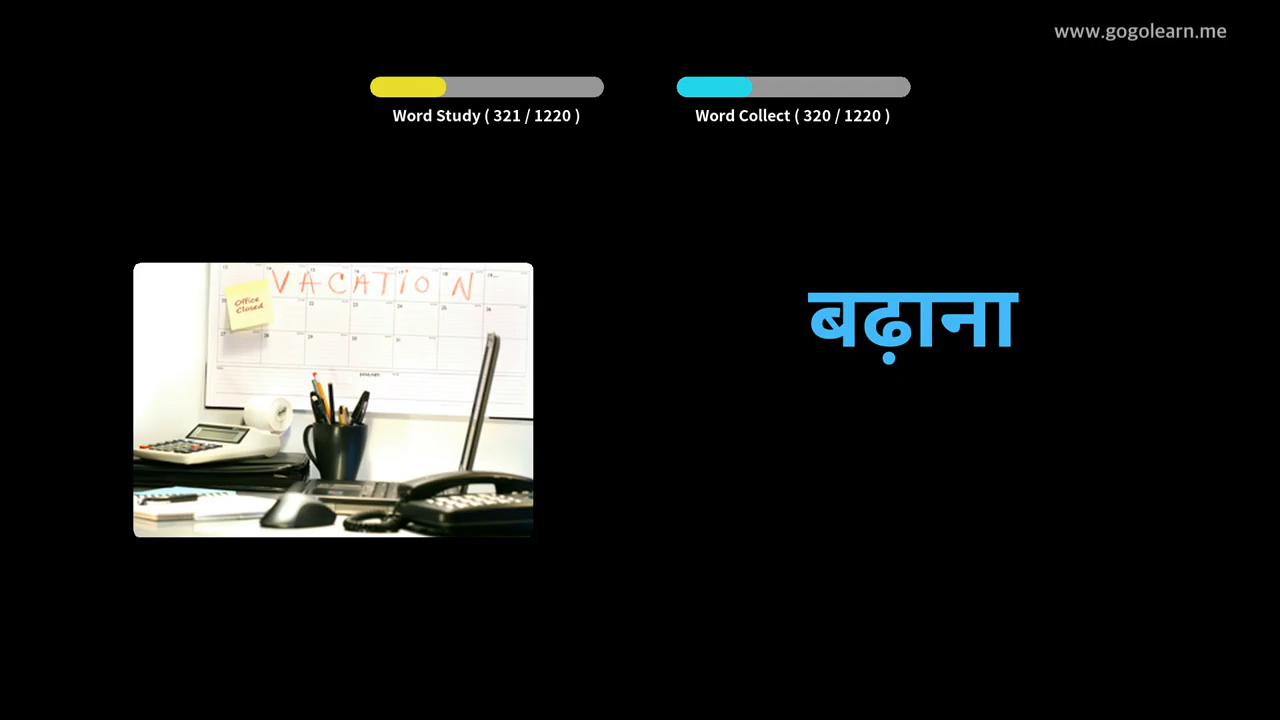 www.gogolearn.me
Word Study ( 321 / 1220 )
Word Collect ( 320 / 1220 )
VACATION
Office
Closed
बढ़ाना